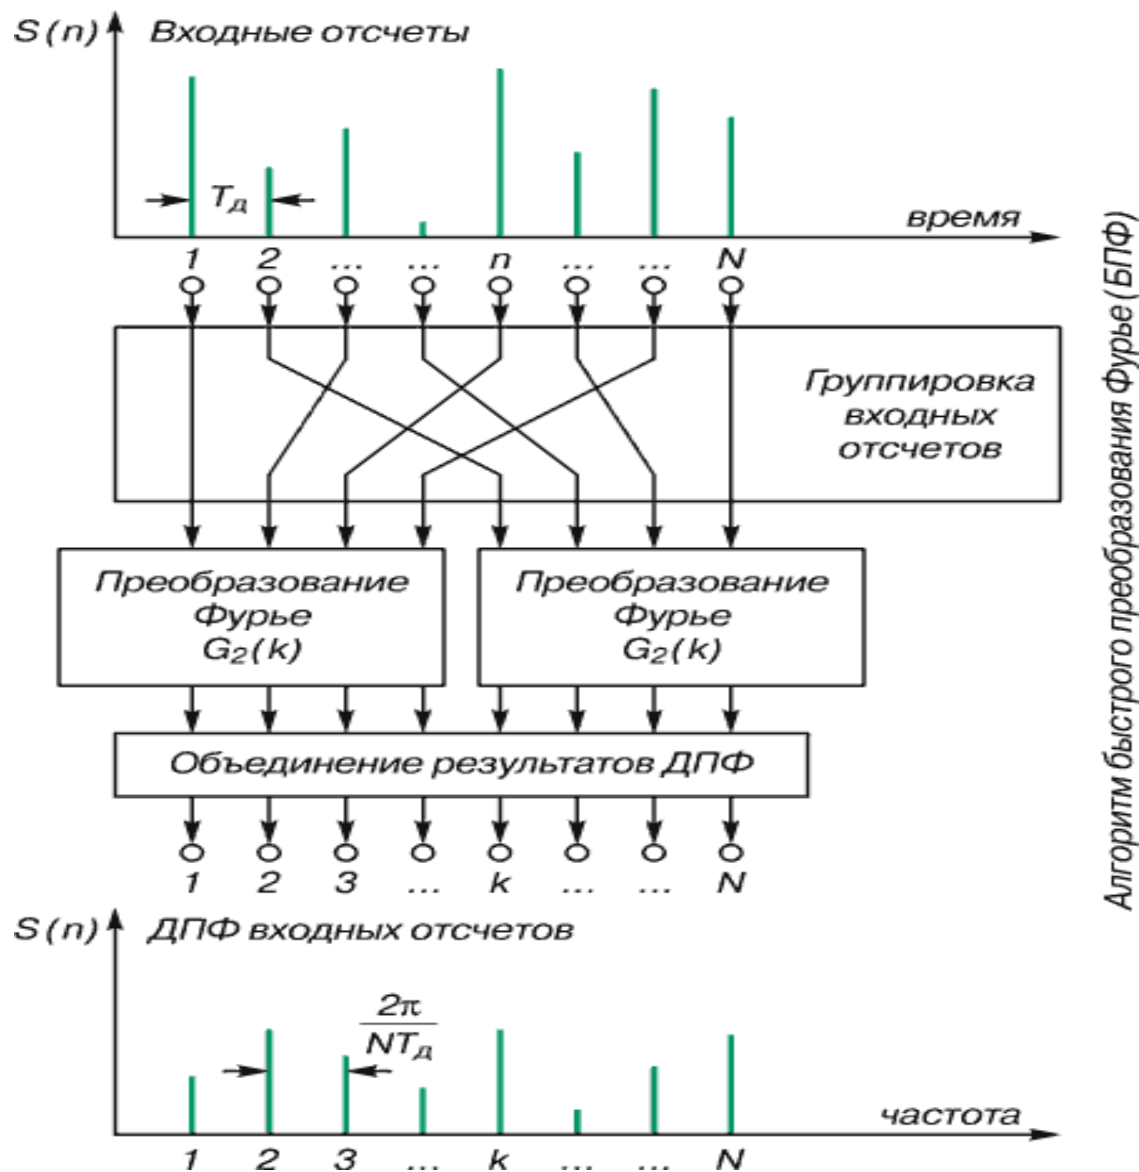 S(n) Входные отсчеты
Tд
время
1 2 ... ... n ... ... N
Группировка
входных
отсчетов
Преобразование
Фурье
G₂(k)
Преобразование
Фурье
G₂(k)
Объединение результатов ДПФ
1 2 3 ... k ... ... N
S(n) ДПФ входных отсчетов
2π
NTд
частота
1 2 3 ... k ... ... N
Алгоритм быстрого преобразования Фурье (БПФ)